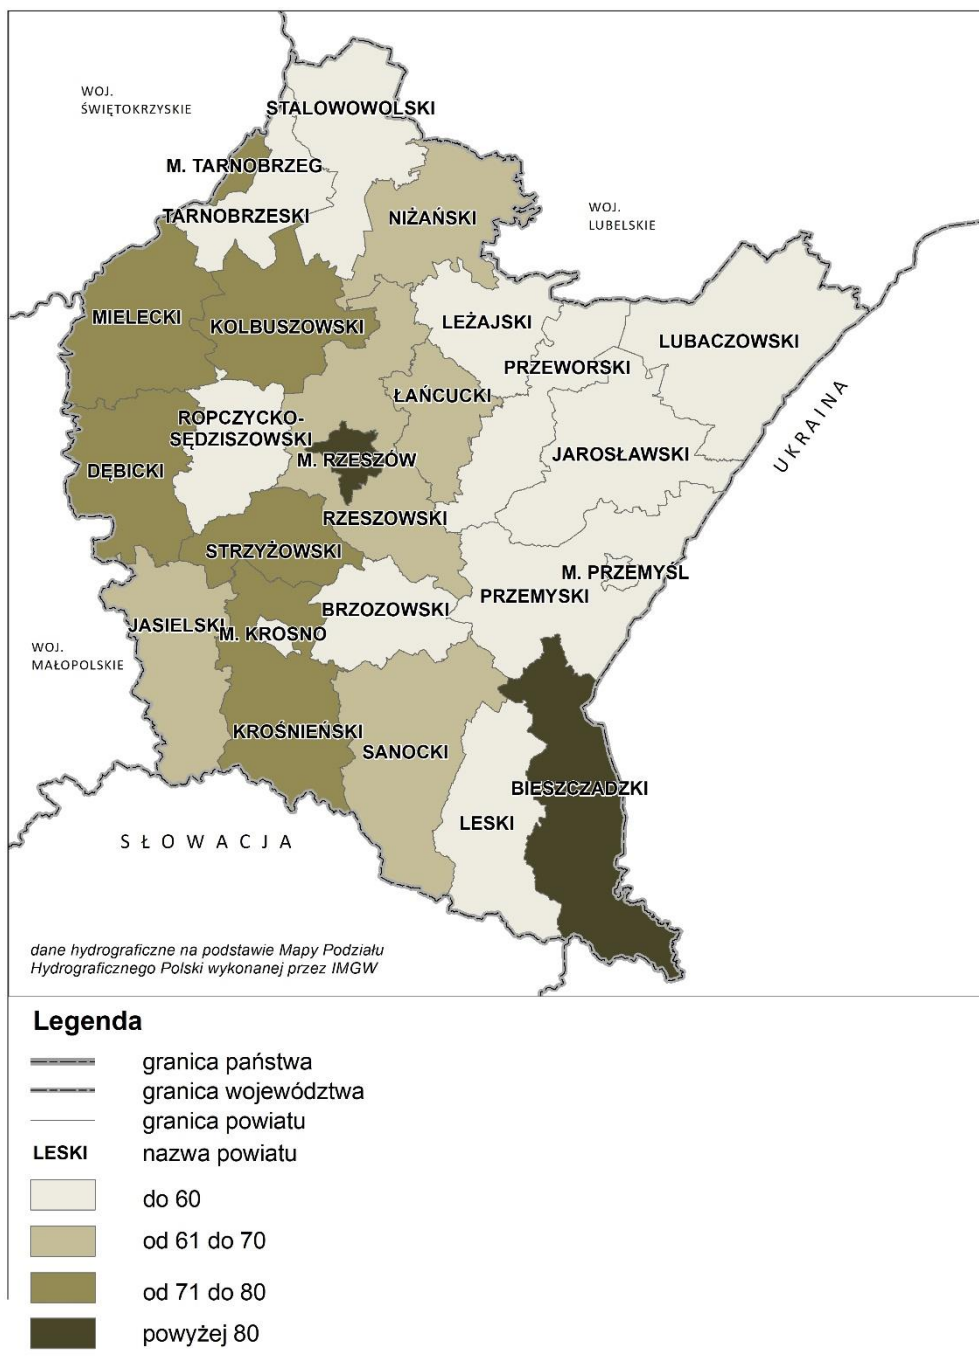 WOJ.
ŚWIĘTOKRZYSKIE
STALOWOWOLSKI
M. TARNOBRZEG
TARNOBRZESKI
NIŻAŃSKI
WOJ.
LUBELSKIE
MIELECKI
KOLBUSZOWSKI
LEŻAJSKI
LUBACZOWSKI
PRZEWORSKI
ŁAŃCUCKI
UKRAINA
ROPCZYCKO-
SĘDZISZOWSKI
M. RZESZÓW
JAROSŁAWSKI
DĘBICKI
RZESZOWSKI
STRZYŻOWSKI
M. PRZEMYŚL
PRZEMYSKI
BRZOZOWSKI
JASIELSKI
M. KROSNO
WOJ.
MAŁOPOLSKIE
KROŚNIEŃSKI
SANOCKI
BIESZCZADZKI
LESKI
SŁOWACJA
dane hydrograficzne na podstawie Mapy Podziału
Hydrograficznego Polski wykonanej przez IMGW
Legenda
granica państwa
granica województwa
granica powiatu
LESKI nazwa powiatu
do 60
od 61 do 70
od 71 do 80
powyżej 80